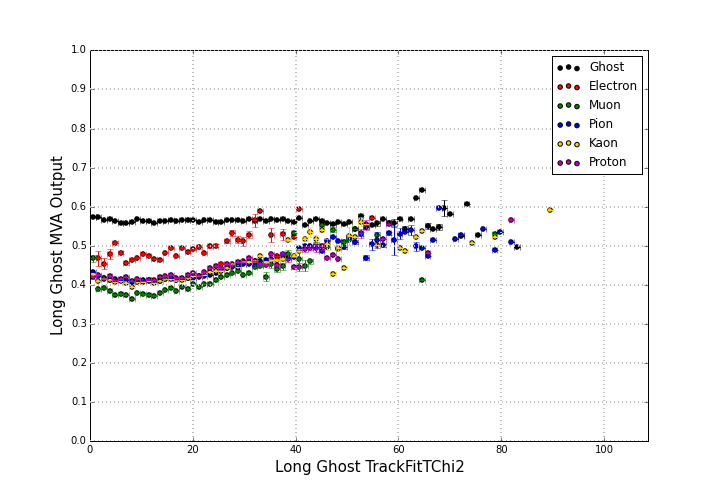 1.0
0.9
0.8
0.7
0.6
0.5
0.4
0.3
0.2
0.1
0.0
Long Ghost MVA Output
Ghost
Electron
Muon
Pion
Kaon
Proton
0 20 40 60 80 100
Long Ghost TrackFitTChi2